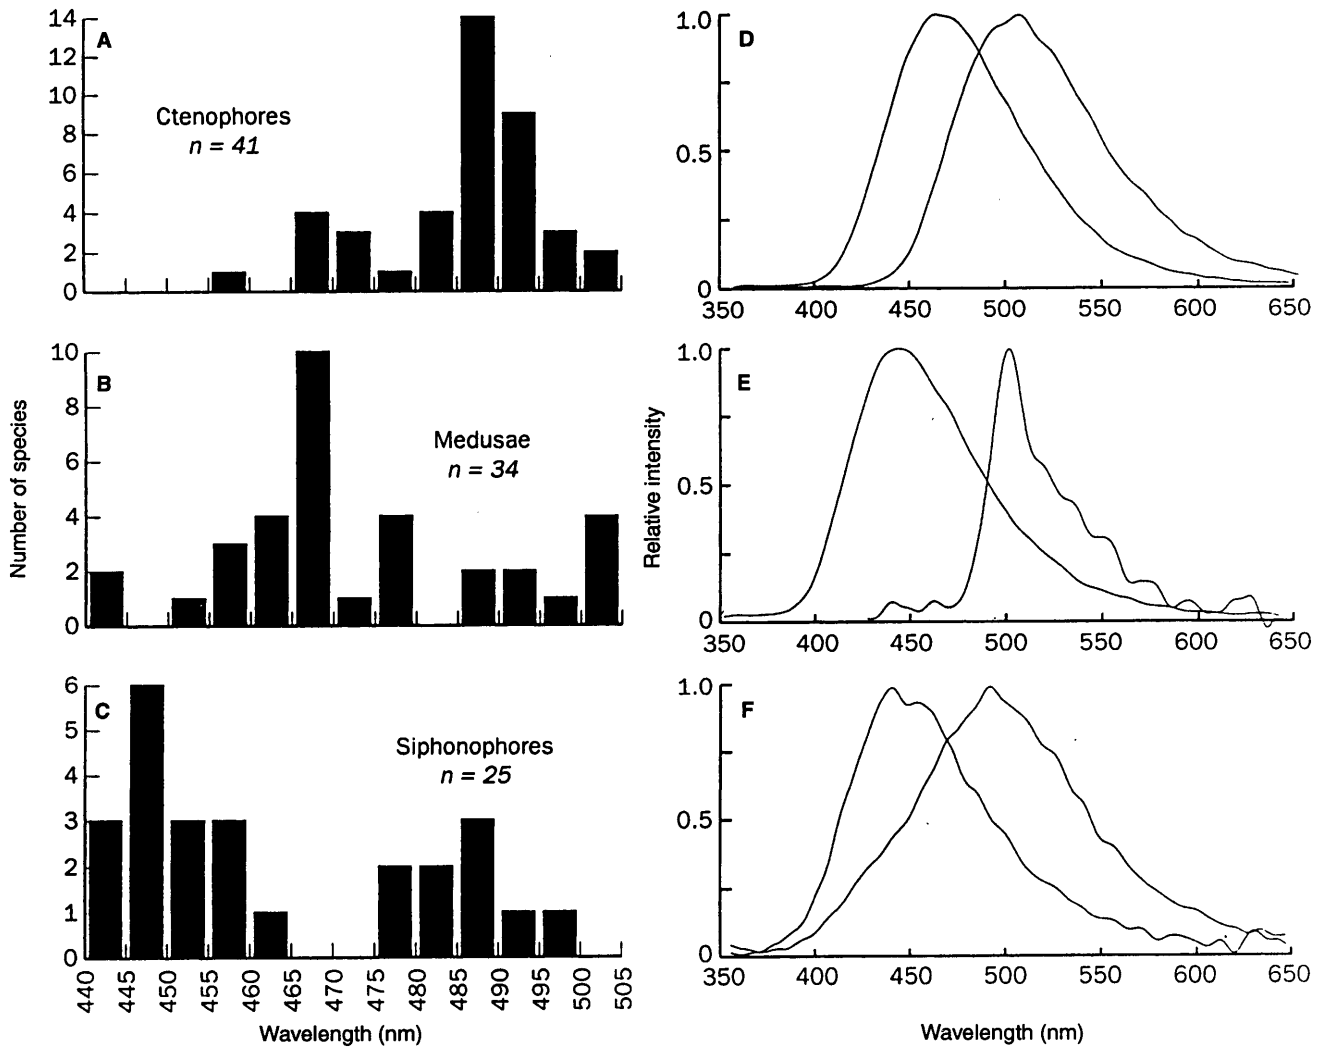 A
Ctenophores
n = 41
14
12
10
8
6
4
2
0
B
Medusae
n = 34
10
8
6
4
2
0
Number of species
C
Siphonophores
n = 25
6
5
4
3
2
1
0
440 445 450 455 460 465 470 475 480 485 490 495 500 505
Wavelength (nm)
D
1.0
0.5
0
350 400 450 500 550 600 650
E
1.0
0.5
0
350 400 450 500 550 600 650
Relative intensity
F
1.0
0.5
0
350 400 450 500 550 600 650
Wavelength (nm)